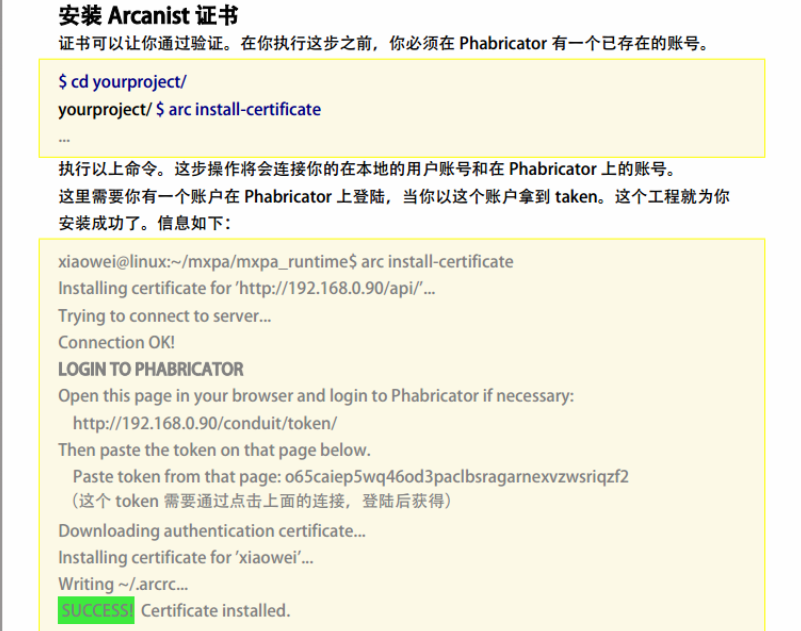 安装 Arcanist 证书
证书可以让你通过验证。在你执行这步之前，你必须在 Phabricator 有一个已存在的账号。
$ cd yourproject/
yourproject/ $ arc install-certificate
...
执行以上命令。这步操作将会连接你的在本地的用户账号和在 Phabricator 上的账号。
这里需要你有一个账户在 Phabricator 上登陆，当你以这个账户拿到 taken。这个工程就为你
安装成功了。信息如下：
xiaowei@linux:~/mxpa/mxpa_runtime$ arc install-certificate
Installing certificate for 'http://192.168.0.90/api/'...
Trying to connect to server...
Connection OK!
LOGIN TO PHABRICATOR
Open this page in your browser and login to Phabricator if necessary:
http://192.168.0.90/conduit/token/
Then paste the token on that page below.
Paste token from that page: o65caiep5wq46od3paclbsragarnexvzwsriqzf2
（这个 token 需要通过点击上面的连接，登陆后获得）
Downloading authentication certificate...
Installing certificate for 'xiaowei'...
Writing ~/.arcrc...
SUCCESS! Certificate installed.